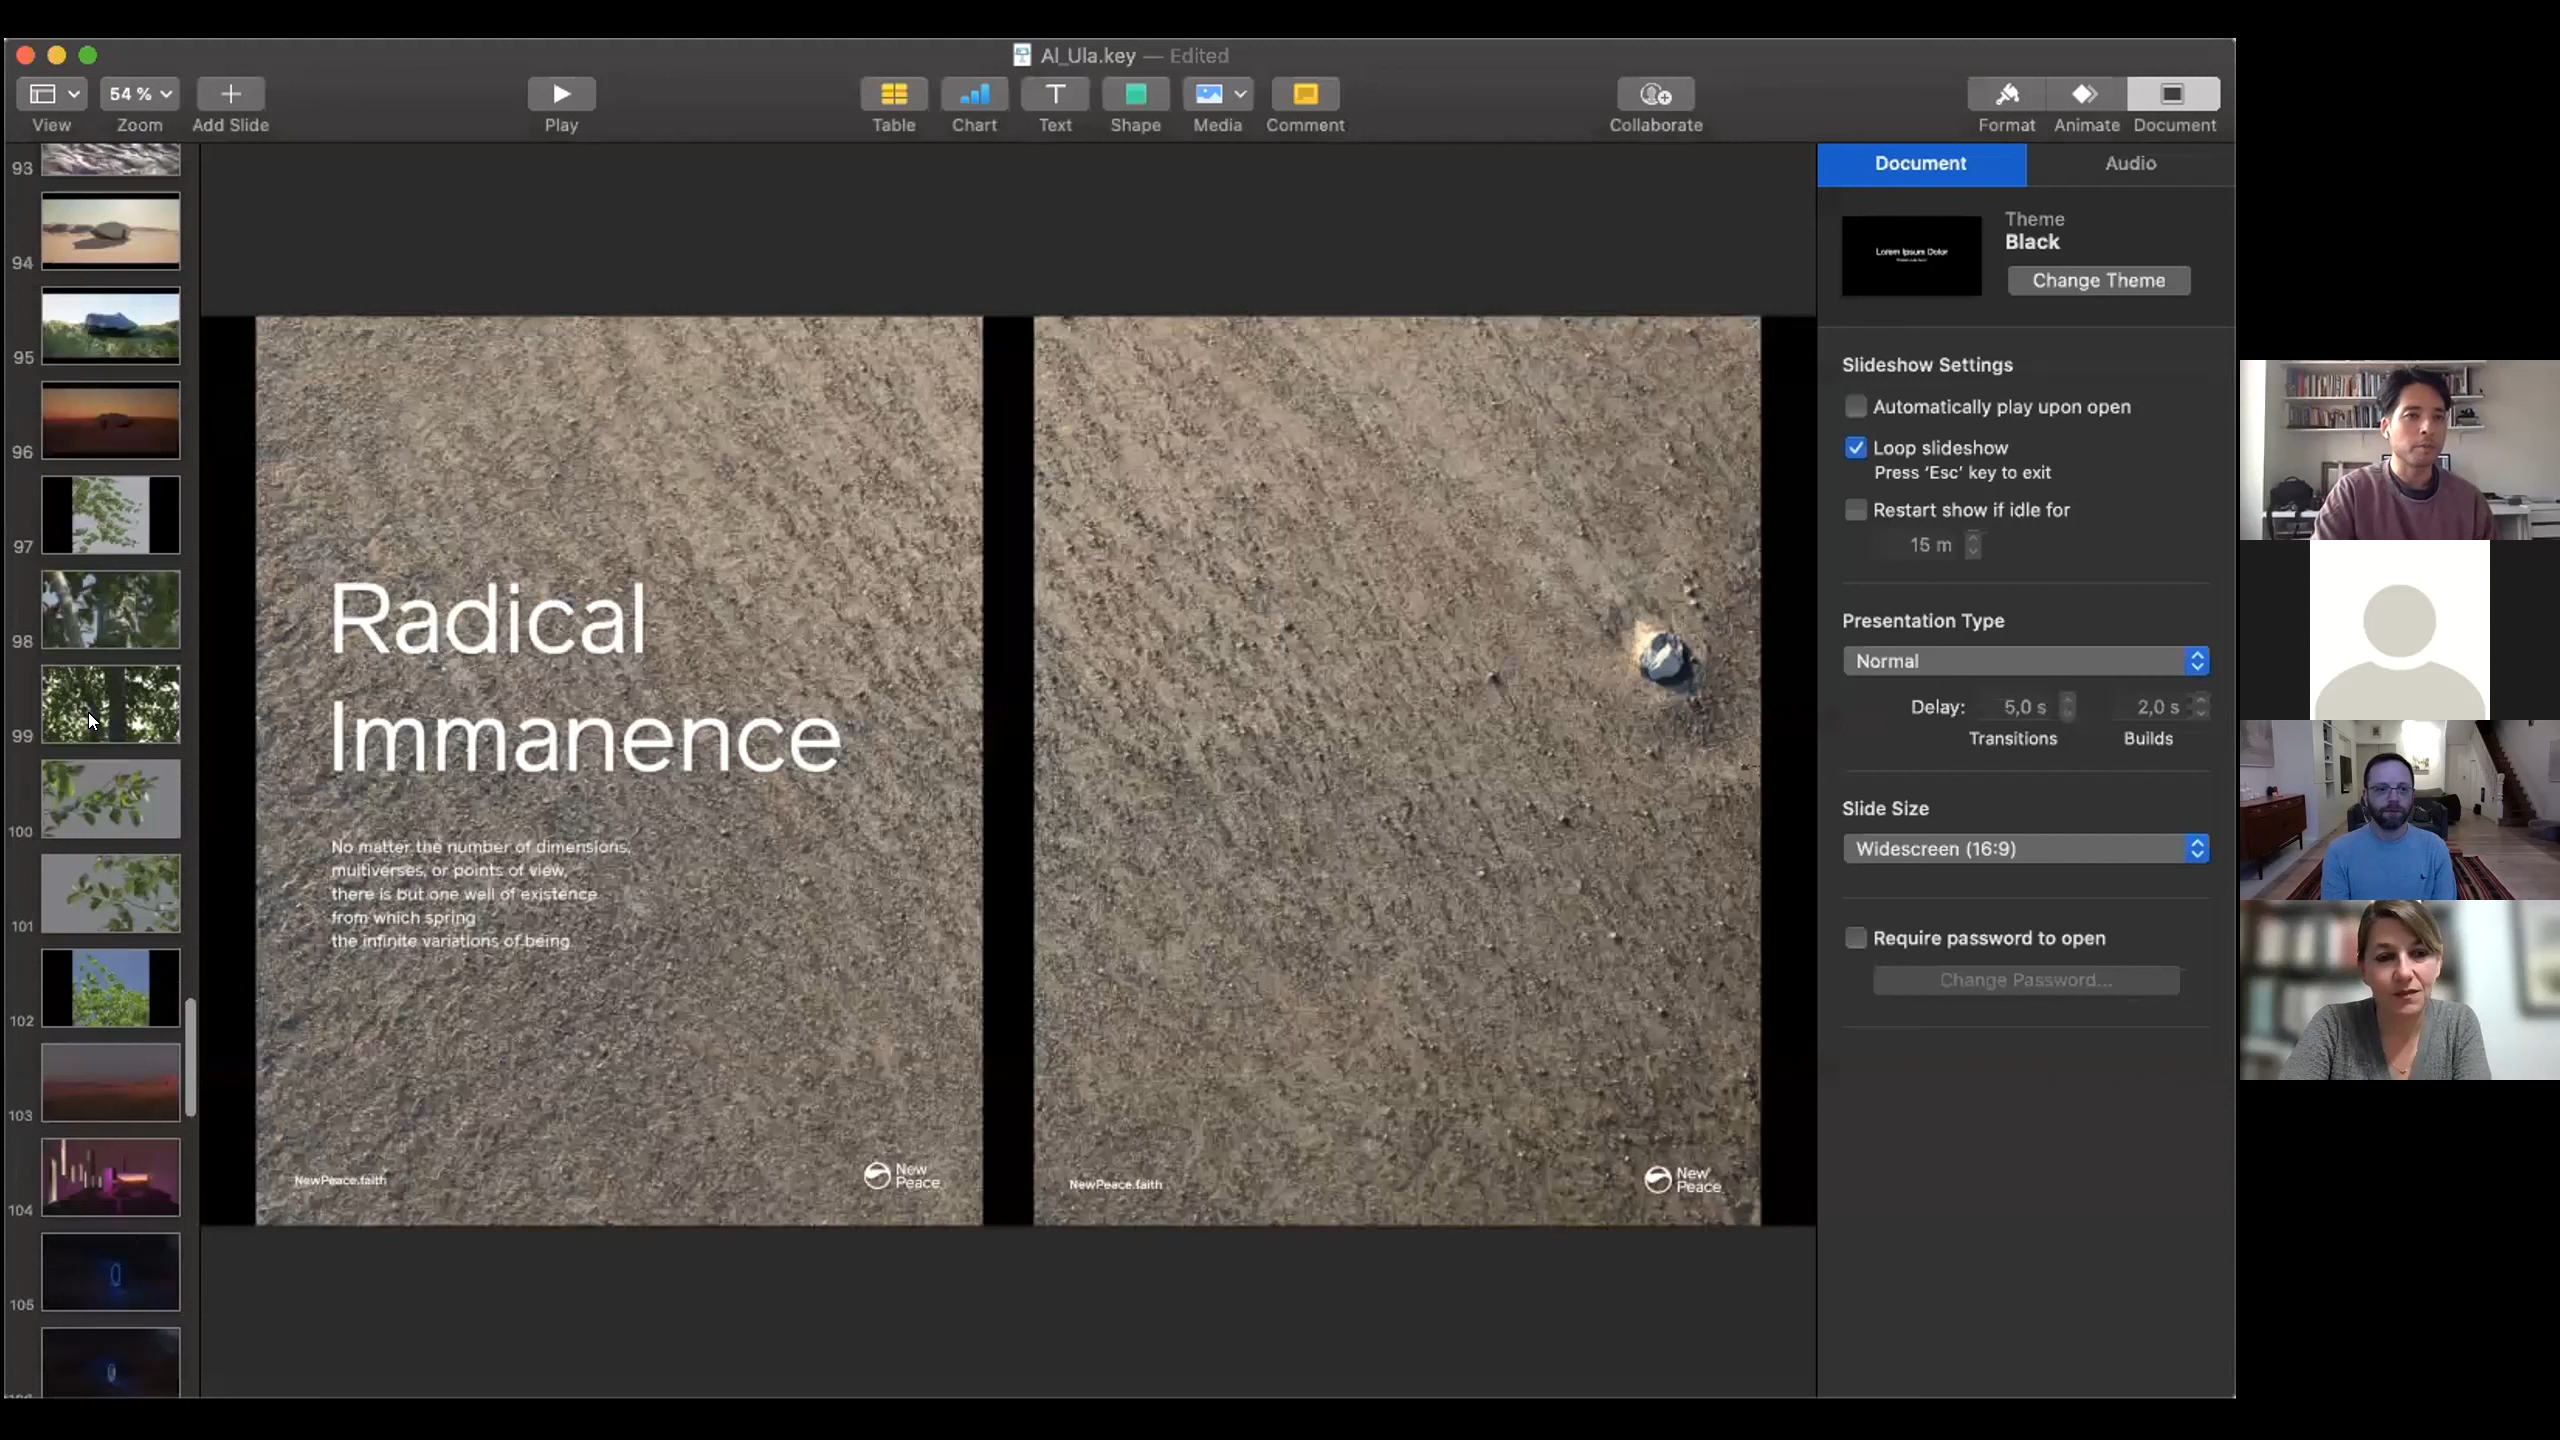 Al_Ula.key — Edited
54 %
View
Zoom
Add Slide
Play
Table
Chart
Text
Shape
Media
Comment
Collaborate
Format
Animate
Document
93
94
95
96
97
98
99
100
101
102
103
104
105
Radical
Immanence
No matter the number of dimensions,
multiverses, or points of view,
there is but one well of existence
from which spring
the infinite variations of being.
NewPeace.faith
New
Peace
NewPeace.faith
New
Peace
Document
Audio
Lorem Ipsum Dolor
Theme
Black
Change Theme
Slideshow Settings
Automatically play upon open
Loop slideshow
Press ‘Esc’ key to exit
Restart show if idle for
15 m
Presentation Type
Normal
Delay:
5,0 s
2,0 s
Transitions
Builds
Slide Size
Widescreen (16:9)
Require password to open
Change Password...